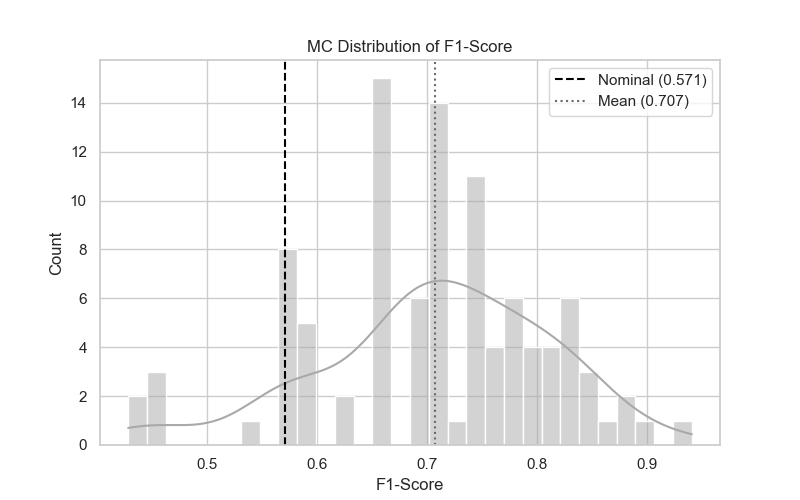 MC Distribution of F1-Score
Nominal (0.571)
Mean (0.707)
Count
14
12
10
8
6
4
2
0
0.5 0.6 0.7 0.8 0.9
F1-Score